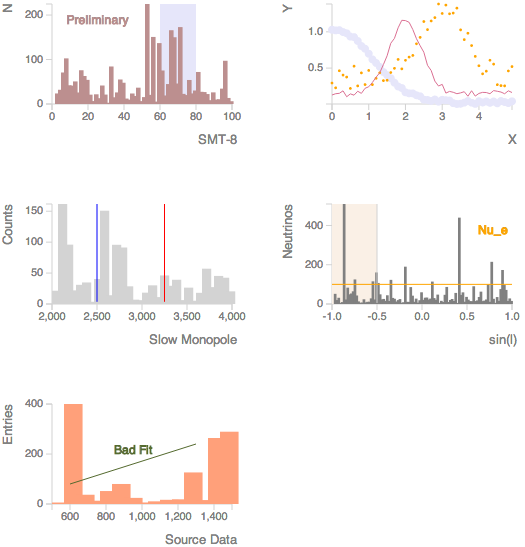 N
Preliminary
200
100
0
0 20 40 60 80 100
SMT-8
Y
1.0
0.5
0 1 2 3 4
X
Counts
150
100
50
0
2,000 2,500 3,000 3,500 4,000
Slow Monopole
Neutrinos
Nu_e
400
200
0
-1.0 -0.5 0.0 0.5 1.0
sin(l)
Entries
400
200
0
Bad Fit
600 800 1,000 1,200 1,400
Source Data